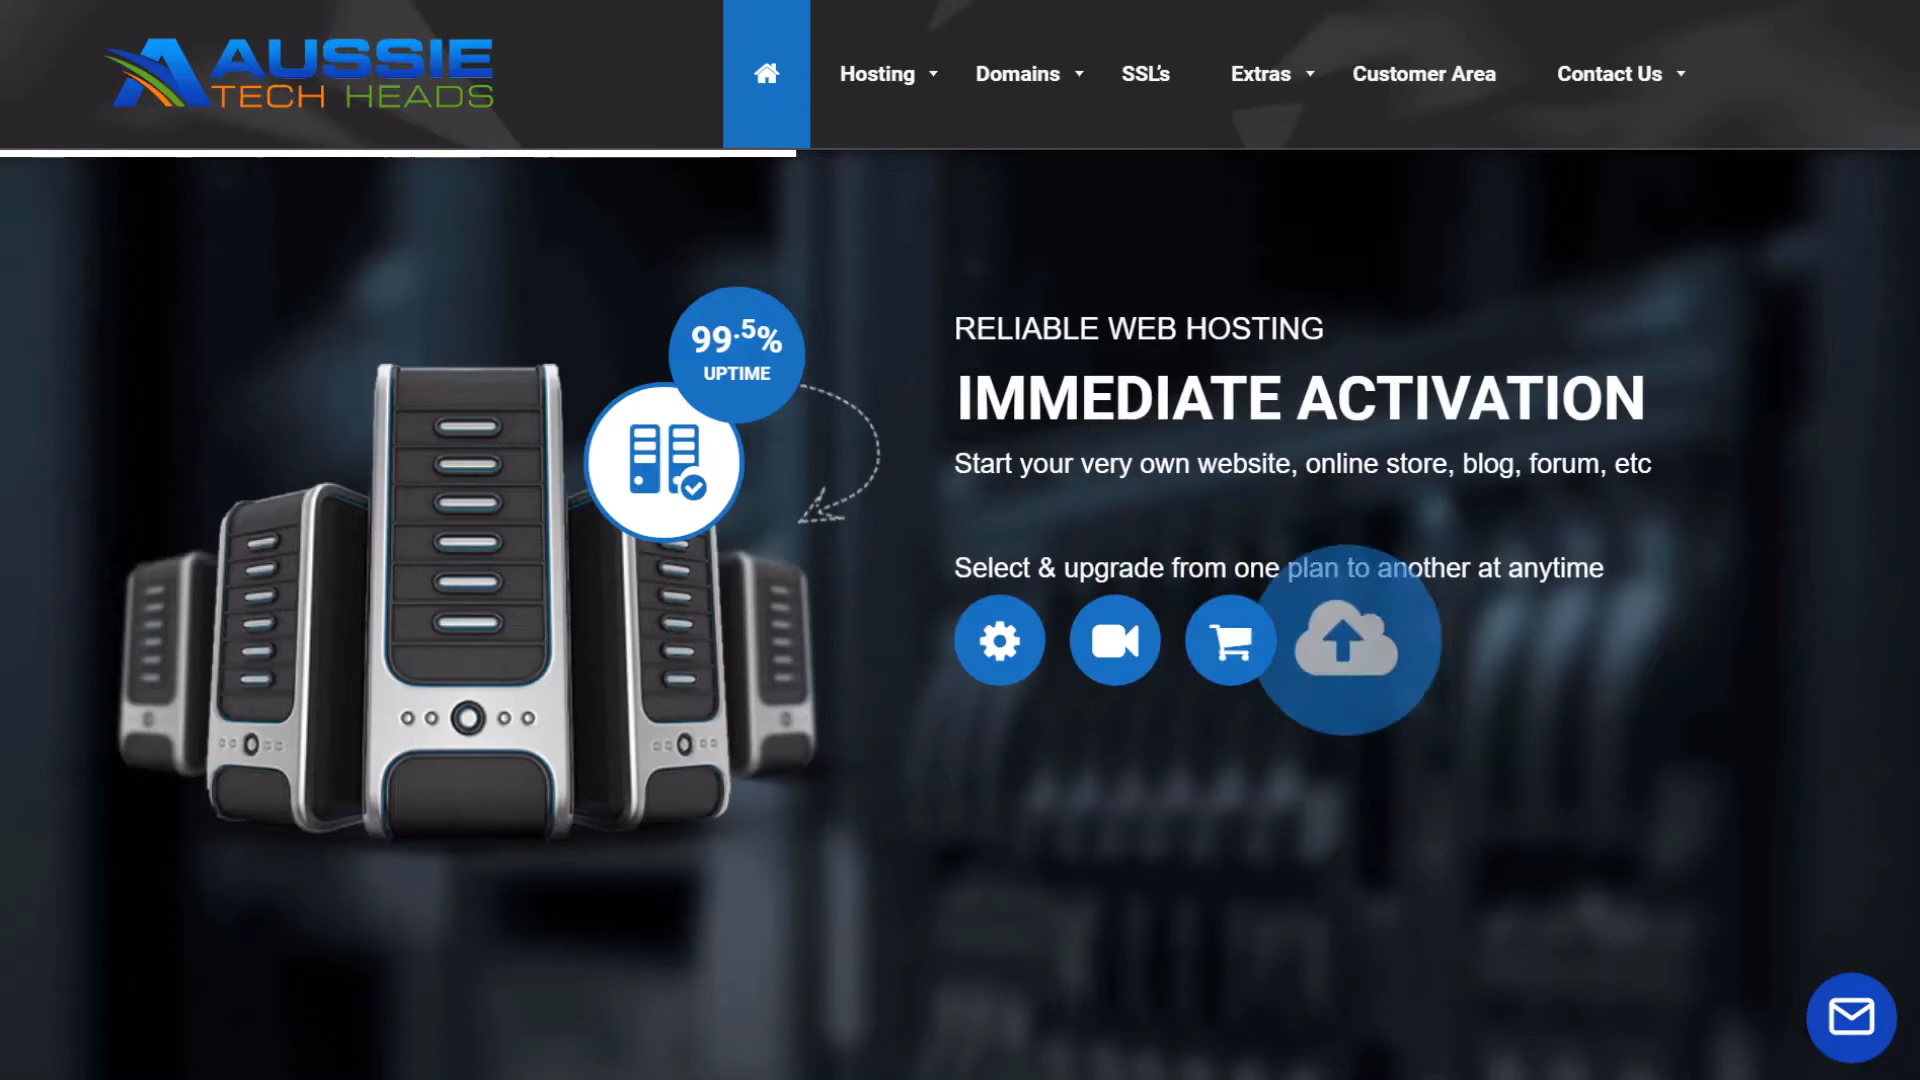 AUSSIE
TECH HEADS
Hosting
Domains
SSL's
Extras
Customer Area
Contact Us
99.5%
UPTIME
RELIABLE WEB HOSTING
IMMEDIATE ACTIVATION
Start your very own website, online store, blog, forum, etc
Select & upgrade from one plan to another at anytime